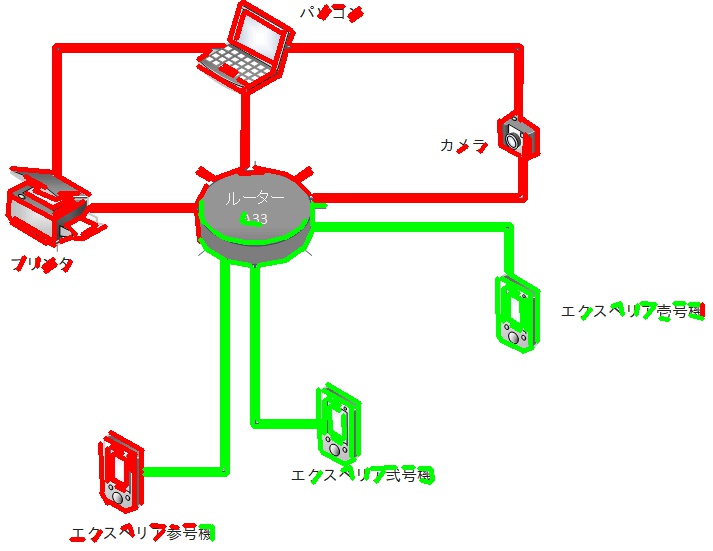 パソコン
カメラ
ルーター
A33
プリンタ
エクスペリア壱号機
エクスペリア弐号機
エクスペリア参号機